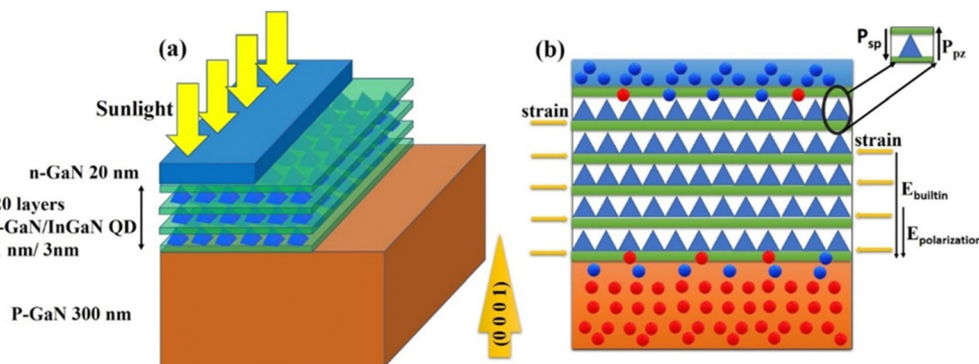 (a)
Sunlight
n-GaN 20 nm
20 layers
-GaN/InGaN QD
nm/ 3nm
P-GaN 300 nm
(0 0 0 1)
(b)
P_sp
P_pz
strain
strain
E_builtin
E_polarization